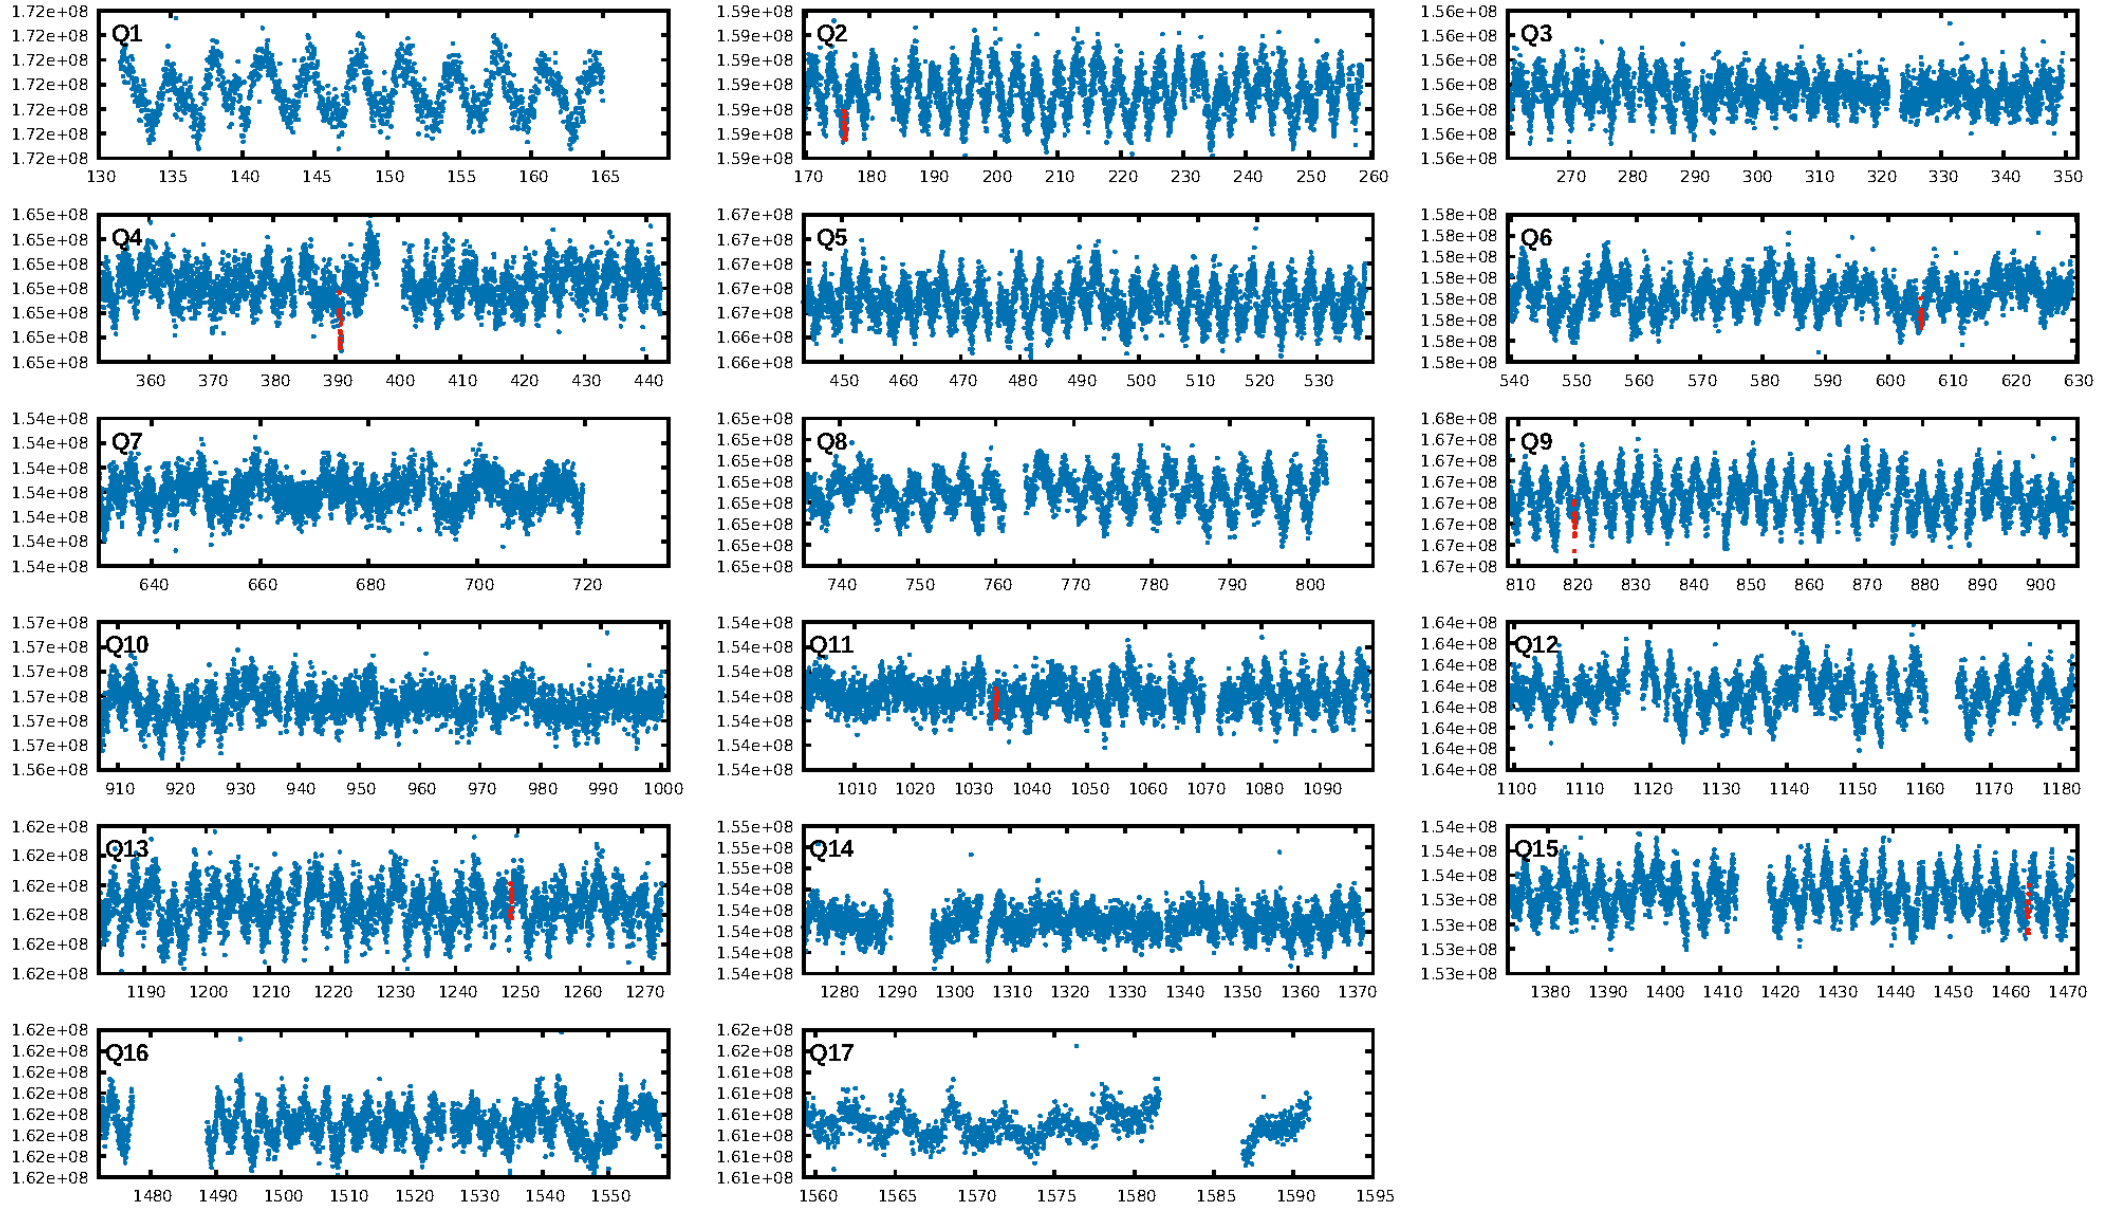 1.72e+08 1.72e+08 1.72e+08 1.72e+08 1.72e+08 1.72e+08 1.72e+08
Q1
130 135 140 145 150 155 160 165
1.59e+08 1.59e+08 1.59e+08 1.59e+08 1.59e+08 1.59e+08 1.59e+08
Q2
170 180 190 200 210 220 230 240 250 260
1.56e+08 1.56e+08 1.56e+08 1.56e+08 1.56e+08 1.56e+08 1.56e+08
Q3
270 280 290 300 310 320 330 340 350
1.65e+08 1.65e+08 1.65e+08 1.65e+08 1.65e+08 1.65e+08 1.65e+08
Q4
360 370 380 390 400 410 420 430 440
1.67e+08 1.67e+08 1.67e+08 1.67e+08 1.67e+08 1.66e+08 1.66e+08
Q5
450 460 470 480 490 500 510 520 530
1.58e+08 1.58e+08 1.58e+08 1.58e+08 1.58e+08 1.58e+08 1.58e+08 1.58e+08
Q6
540 550 560 570 580 590 600 610 620 630
1.54e+08 1.54e+08 1.54e+08 1.54e+08 1.54e+08 1.54e+08 1.54e+08
Q7
640 660 680 700 720
1.65e+08 1.65e+08 1.65e+08 1.65e+08 1.65e+08 1.65e+08 1.65e+08 1.65e+08
Q8
740 750 760 770 780 790 800
1.68e+08 1.67e+08 1.67e+08 1.67e+08 1.67e+08 1.67e+08 1.67e+08 1.67e+08
Q9
810 820 830 840 850 860 870 880 890 900
1.57e+08 1.57e+08 1.57e+08 1.57e+08 1.57e+08 1.57e+08 1.56e+08
Q10
910 920 930 940 950 960 970 980 990 1000
1.54e+08 1.54e+08 1.54e+08 1.54e+08 1.54e+08 1.54e+08 1.54e+08
Q11
1010 1020 1030 1040 1050 1060 1070 1080 1090
1.64e+08 1.64e+08 1.64e+08 1.64e+08 1.64e+08 1.64e+08 1.64e+08 1.64e+08
Q12
1100 1110 1120 1130 1140 1150 1160 1170 1180
1.62e+08 1.62e+08 1.62e+08 1.62e+08 1.62e+08 1.62e+08
Q13
1190 1200 1210 1220 1230 1240 1250 1260 1270
1.55e+08 1.55e+08 1.55e+08 1.54e+08 1.54e+08 1.54e+08 1.54e+08 1.54e+08
Q14
1280 1290 1300 1310 1320 1330 1340 1350 1360 1370
1.54e+08 1.54e+08 1.54e+08 1.53e+08 1.53e+08 1.53e+08 1.53e+08
Q15
1380 1390 1400 1410 1420 1430 1440 1450 1460 1470
1.62e+08 1.62e+08 1.62e+08 1.62e+08 1.62e+08 1.62e+08 1.62e+08 1.62e+08
Q16
1480 1490 1500 1510 1520 1530 1540 1550
1.62e+08 1.62e+08 1.61e+08 1.61e+08 1.61e+08 1.61e+08 1.61e+08 1.61e+08
Q17
1560 1565 1570 1575 1580 1585 1590 1595